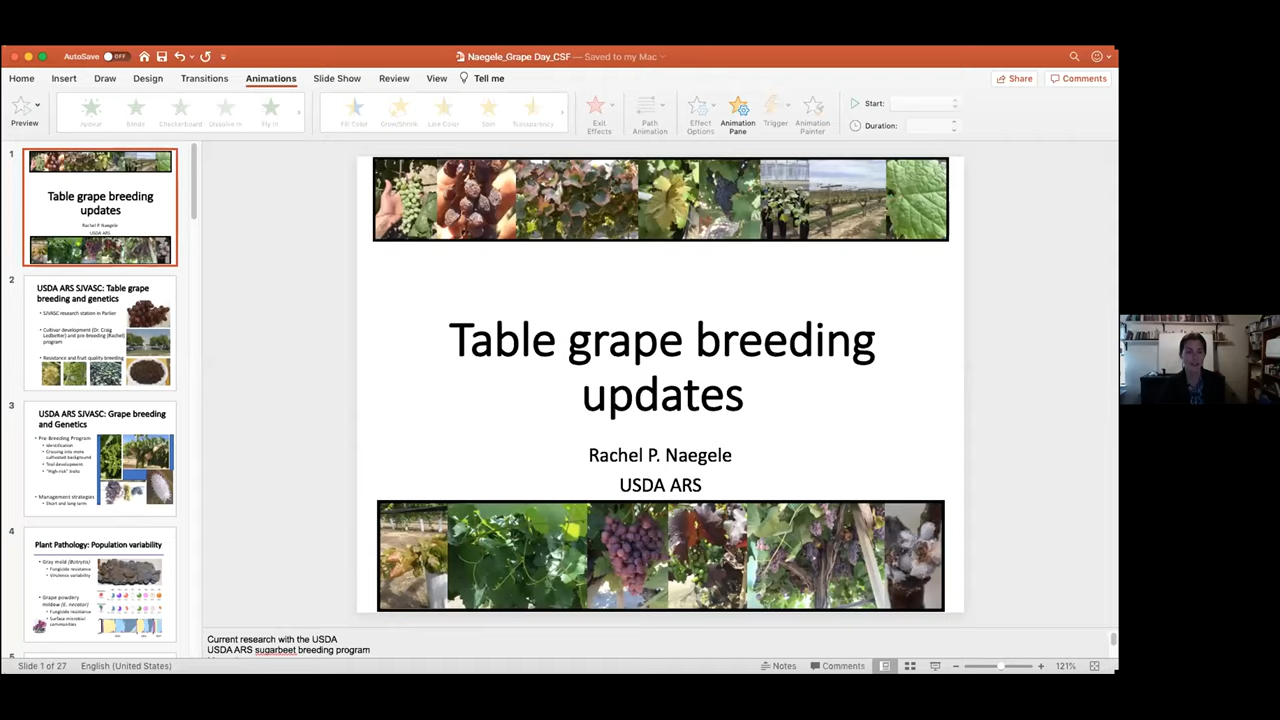 AutoSave OFF
Naegele_Grape Day_CSF — Saved to my Mac
Home Insert Draw Design Transitions Animations Slide Show Review View Tell me
Share Comments
Preview
Appear Blinds Checkerboard Dissolve In Fly In
Fill Color Grow/Shrink Line Color Spin Transparency
Exit Effects
Path Animation
Effect Options
Animation Pane
Trigger
Animation Painter
Start:
Duration:
1
Table grape breeding
updates
Rachel P. Naegele
USDA ARS
2
USDA ARS SJVASC: Table grape
breeding and genetics
• SJVASC research station in Parlier
• Cultivar development (Dr. Craig
Ledbetter) and pre-Breeding (Rachel)
program
• Resistance and fruit quality breeding
3
USDA ARS SJVASC: Grape breeding
and Genetics
• Pre Breeding Program
• Identification
• Crossing into more
cultivated background
• Tool development
• "High-risk" traits
• Management strategies
• Short and long term
4
Plant Pathology: Population variability
• Gray mold (Botrytis)
• Fungicide resistance
• Virulence variability
• Grape powdery
mildew (E. necator)
• Fungicide resistance
• Surface microbial
communities
Table grape breeding
updates
Rachel P. Naegele
USDA ARS
Current research with the USDA
USDA ARS sugarbeet breeding program
Slide 1 of 27 English (United States)
Notes Comments 121%